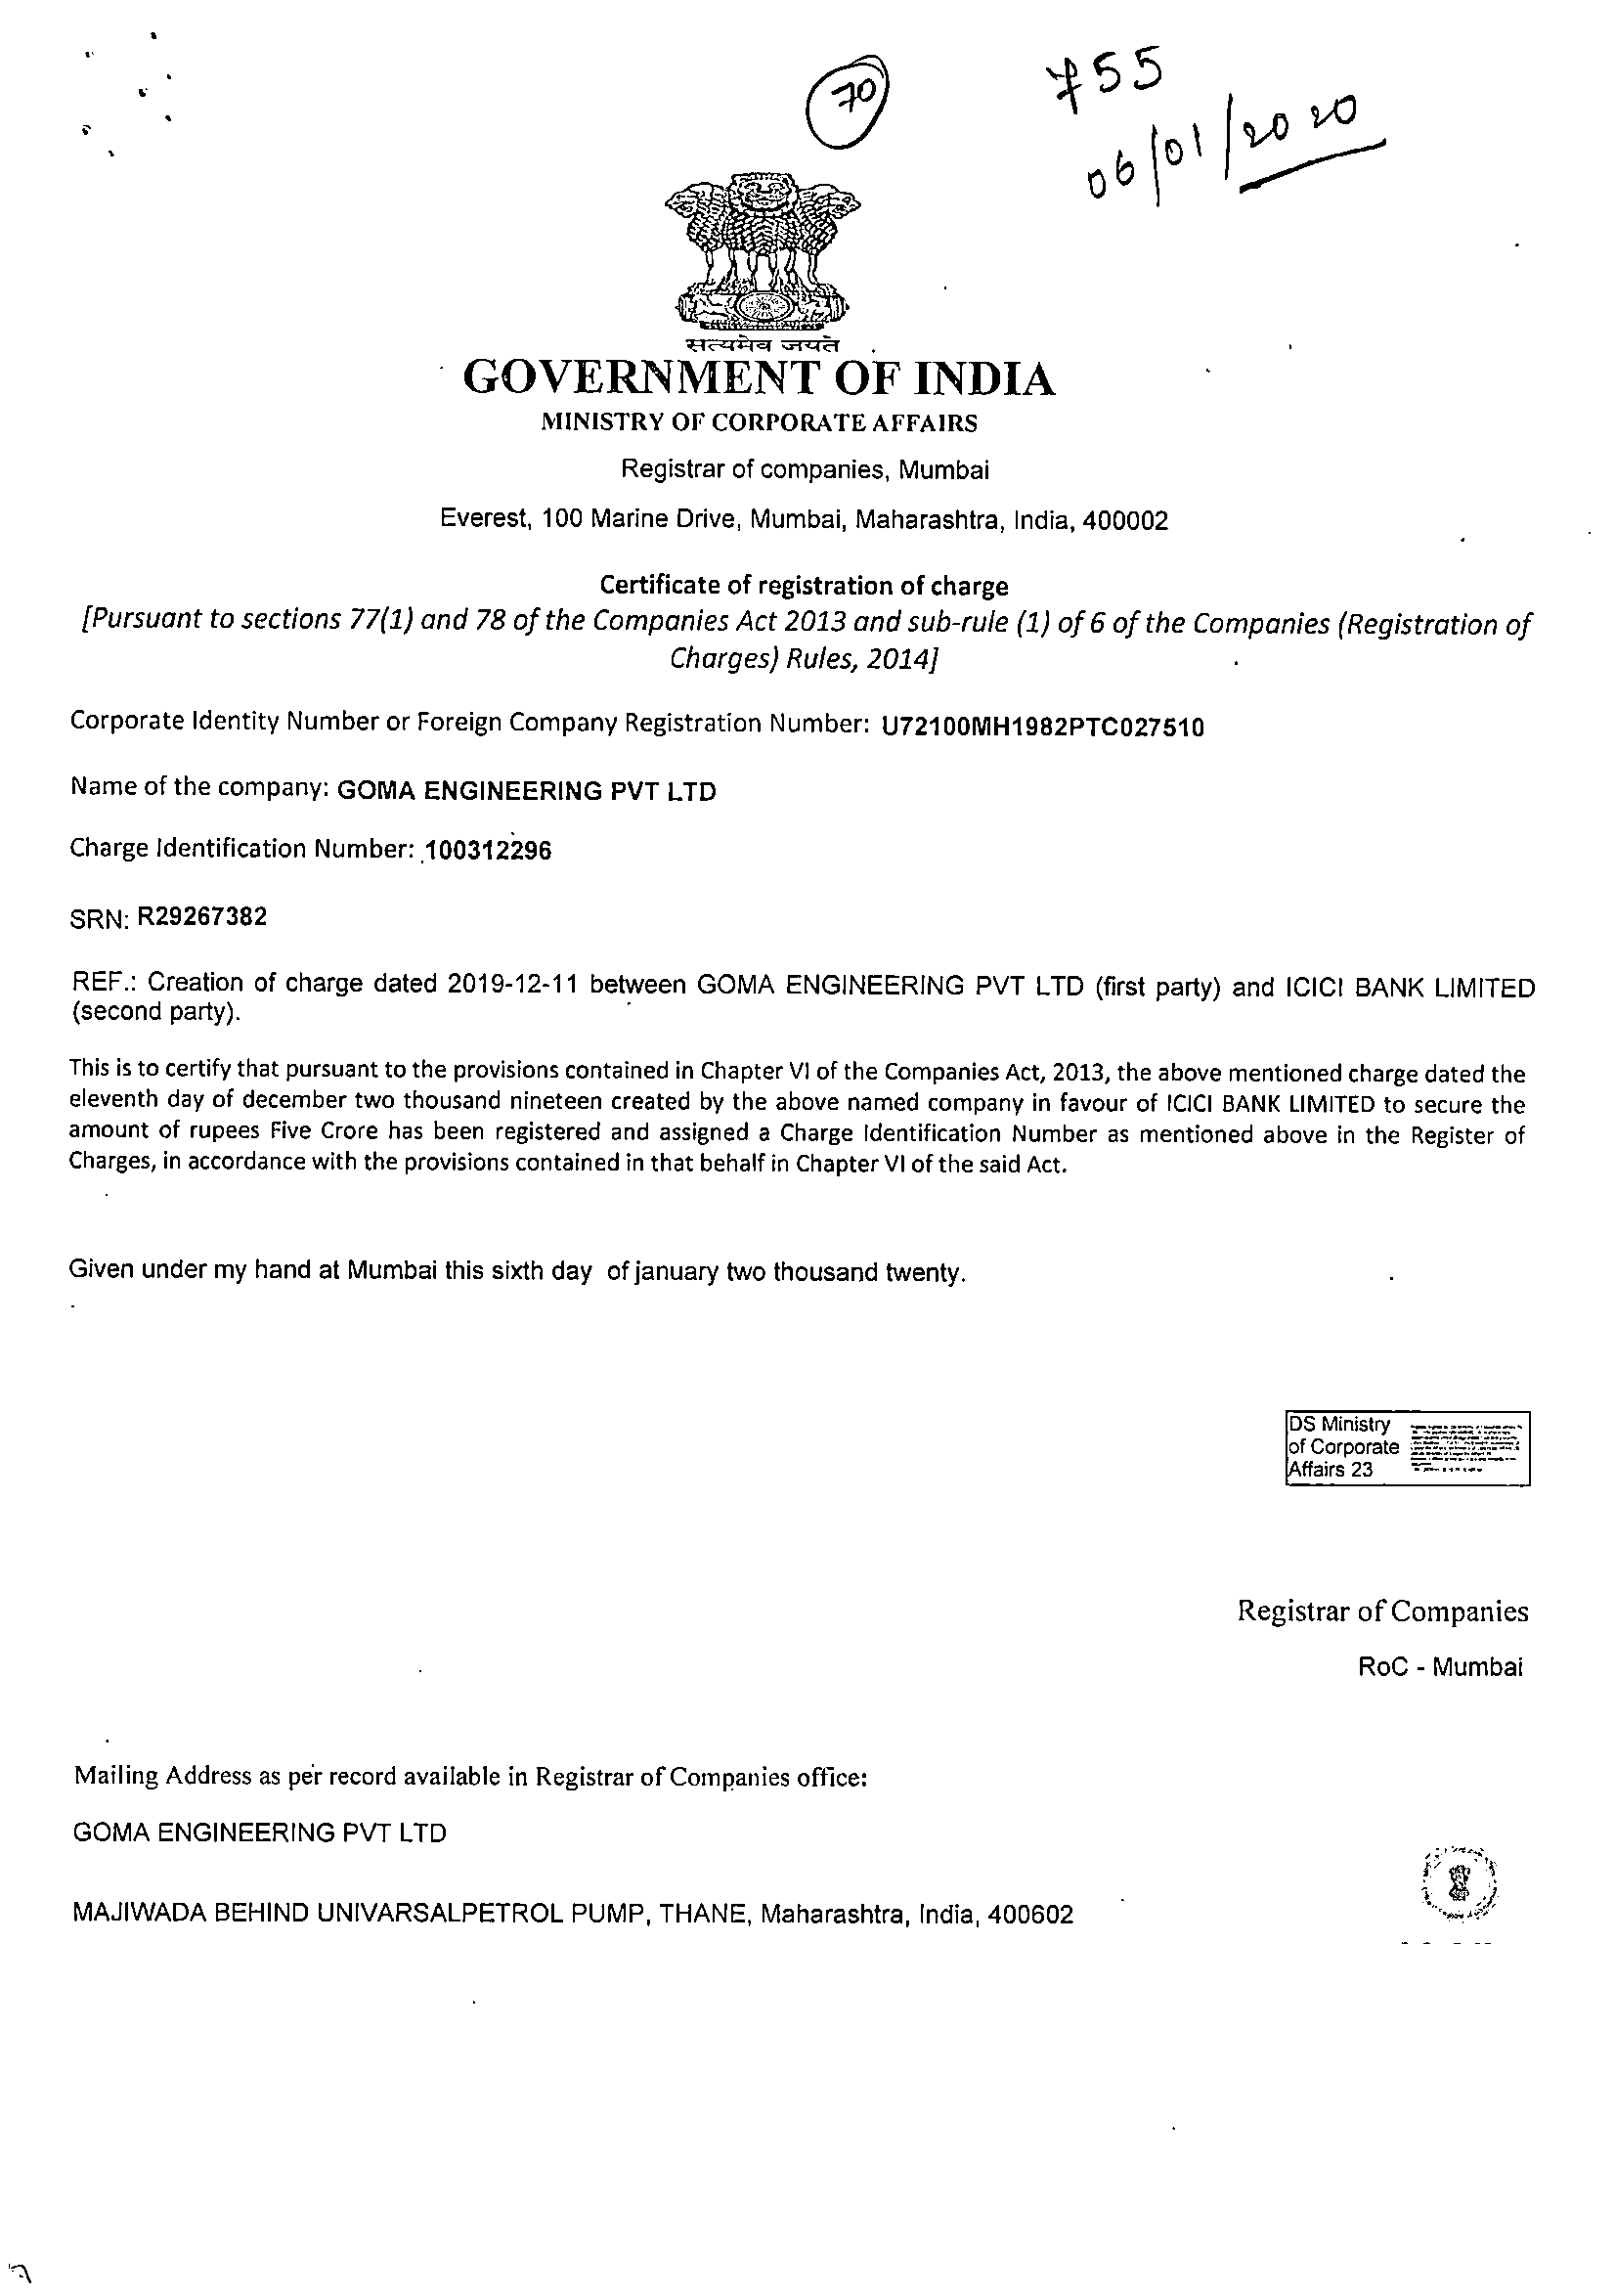 70
755
06/01/2020
सत्यमेव जयते
GOVERNMENT OF INDIA
MINISTRY OF CORPORATE AFFAIRS
Registrar of companies, Mumbai
Everest, 100 Marine Drive, Mumbai, Maharashtra, India, 400002
Certificate of registration of charge
[Pursuant to sections 77(1) and 78 of the Companies Act 2013 and sub-rule (1) of 6 of the Companies (Registration of
Charges) Rules, 2014]
Corporate Identity Number or Foreign Company Registration Number: U72100MH1982PTC027510
Name of the company: GOMA ENGINEERING PVT LTD
Charge Identification Number: 100312296
SRN: R29267382
REF.: Creation of charge dated 2019-12-11 between GOMA ENGINEERING PVT LTD (first party) and ICICI BANK LIMITED
(second party).
This is to certify that pursuant to the provisions contained in Chapter VI of the Companies Act, 2013, the above mentioned charge dated the
eleventh day of december two thousand nineteen created by the above named company in favour of ICICI BANK LIMITED to secure the
amount of rupees Five Crore has been registered and assigned a Charge Identification Number as mentioned above in the Register of
Charges, in accordance with the provisions contained in that behalf in Chapter VI of the said Act.
Given under my hand at Mumbai this sixth day of january two thousand twenty.
DS Ministry
of Corporate
Affairs 23
Registrar of Companies
RoC - Mumbai
Mailing Address as per record available in Registrar of Companies office:
GOMA ENGINEERING PVT LTD
MAJIWADA BEHIND UNIVARSALPETROL PUMP, THANE, Maharashtra, India, 400602